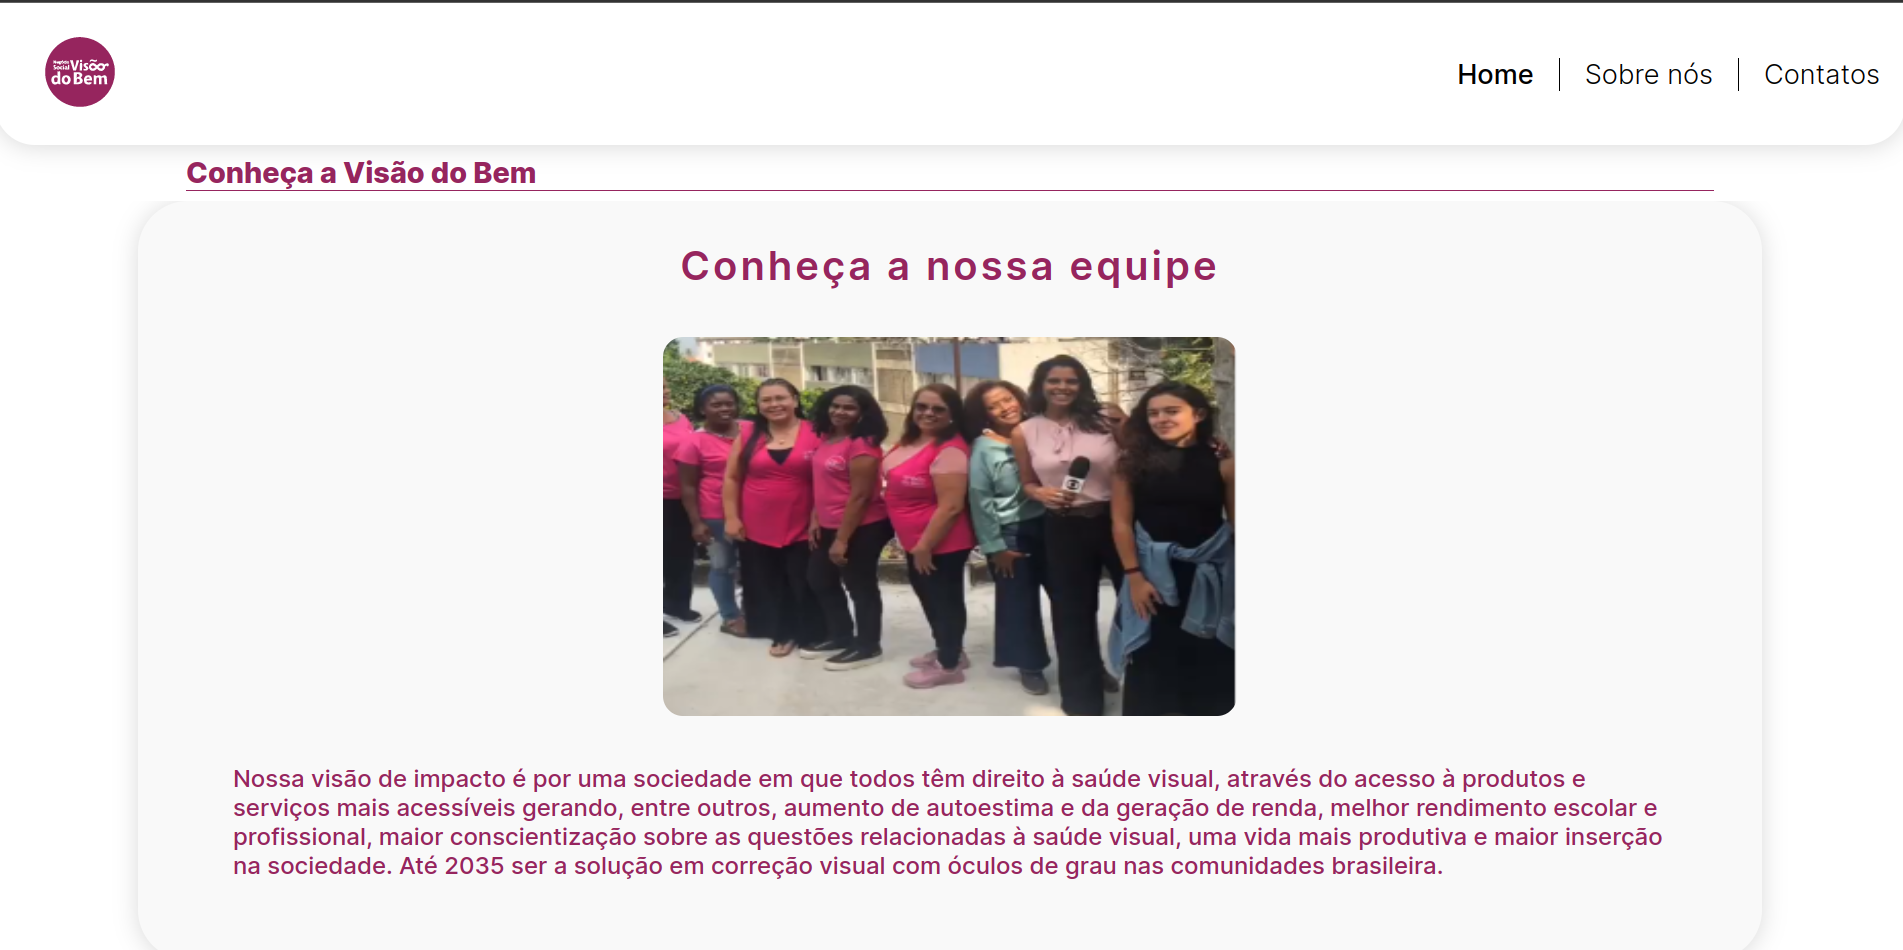 Negócio
Social Visão
do Bem
Home
Sobre nós
Contatos
Conheça a Visão do Bem
Conheça a nossa equipe
Nossa visão de impacto é por uma sociedade em que todos têm direito à saúde visual, através do acesso à produtos e
serviços mais acessíveis gerando, entre outros, aumento de autoestima e da geração de renda, melhor rendimento escolar e
profissional, maior conscientização sobre as questões relacionadas à saúde visual, uma vida mais produtiva e maior inserção
na sociedade. Até 2035 ser a solução em correção visual com óculos de grau nas comunidades brasileira.